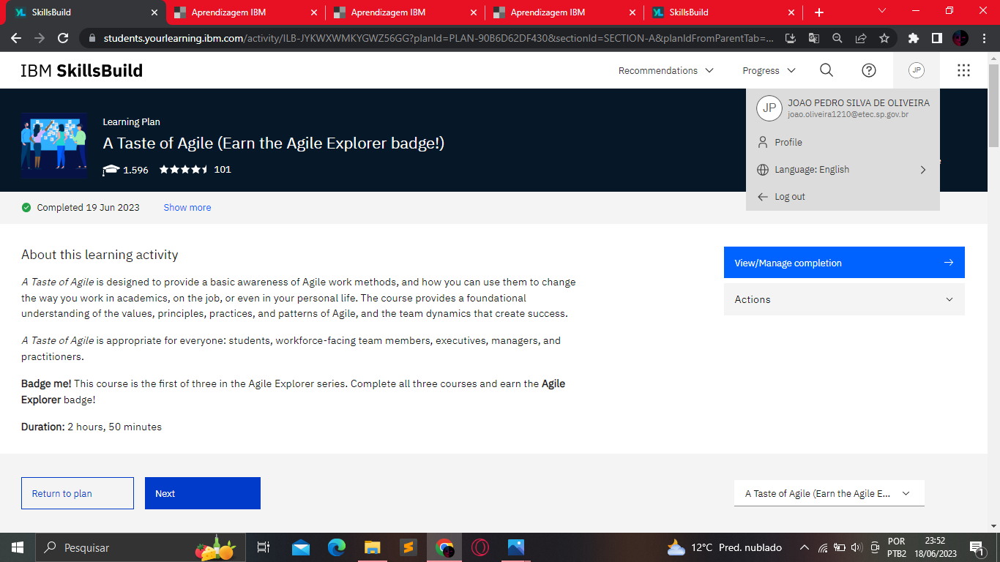 SkillsBuild
Aprendizagem IBM
Aprendizagem IBM
Aprendizagem IBM
SkillsBuild
students.yourlearning.ibm.com/activity/ILB-JYKWXWMKYGWZ56GG?planId=PLAN-90B6D62DF430&sectionId=SECTION-A&planIdFromParentTab=...
IBM SkillsBuild
Recommendations
Progress
JP
JP
JOAO PEDRO SILVA DE OLIVEIRA
joao.oliveira1210@etec.sp.gov.br
Profile
Language: English
Log out
Learning Plan
A Taste of Agile (Earn the Agile Explorer badge!)
1.596
101
Completed 19 Jun 2023
Show more
About this learning activity
A Taste of Agile is designed to provide a basic awareness of Agile work methods, and how you can use them to change
the way you work in academics, on the job, or even in your personal life. The course provides a foundational
understanding of the values, principles, practices, and patterns of Agile, and the team dynamics that create success.
A Taste of Agile is appropriate for everyone: students, workforce-facing team members, executives, managers, and
practitioners.
Badge me! This course is the first of three in the Agile Explorer series. Complete all three courses and earn the Agile
Explorer badge!
Duration: 2 hours, 50 minutes
View/Manage completion
Actions
Return to plan
Next
A Taste of Agile (Earn the Agile E...
Pesquisar
12°C Pred. nublado
POR
PTB2
23:52
18/06/2023
1